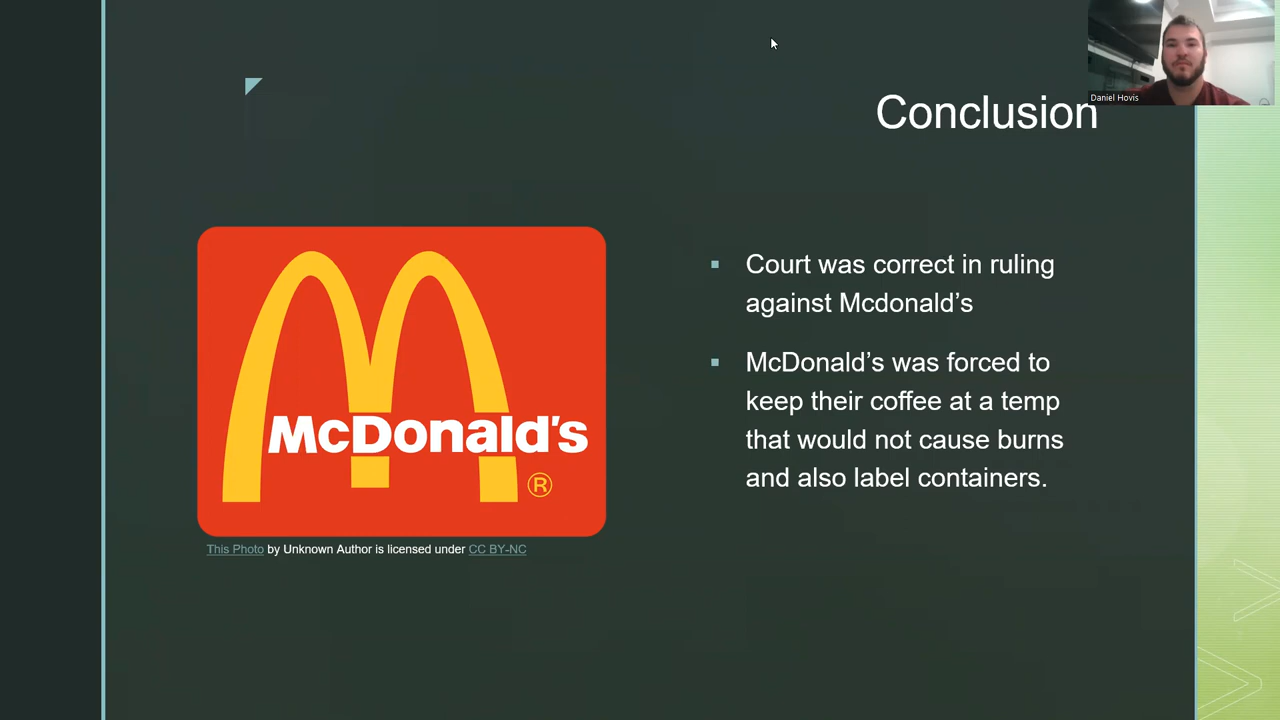 Daniel Hovis
Conclusion
McDonald's
®
This Photo by Unknown Author is licensed under CC BY-NC
▪ Court was correct in ruling
against Mcdonald’s
▪ McDonald’s was forced to
keep their coffee at a temp
that would not cause burns
and also label containers.